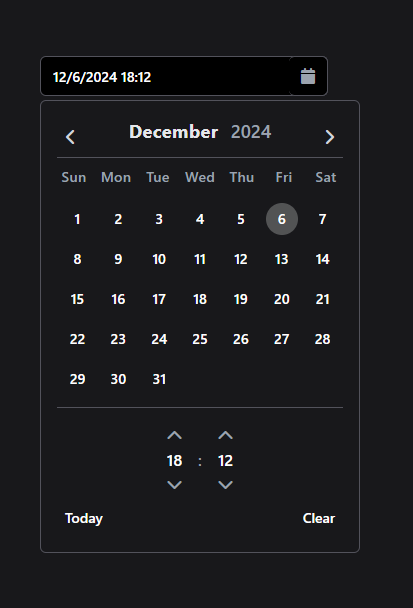 12/6/2024 18:12
December 2024
Sun Mon Tue Wed Thu Fri Sat
1 2 3 4 5 6 7
8 9 10 11 12 13 14
15 16 17 18 19 20 21
22 23 24 25 26 27 28
29 30 31
18 : 12
Today Clear